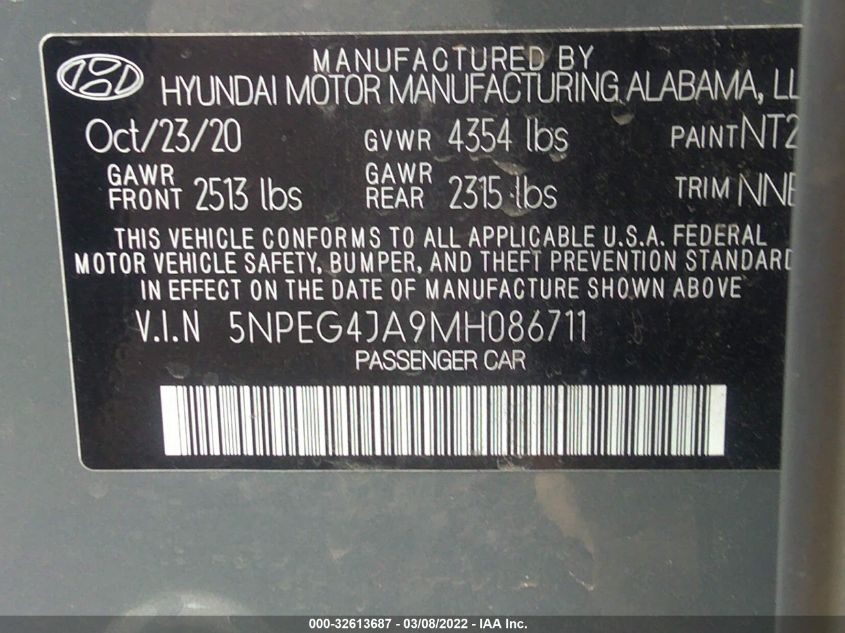 MANUFACTURED BY
HYUNDAI MOTOR MANUFACTURING ALABAMA, LL
Oct/23/20 GVWR 4354 lbs PAINT NT2
GAWR FRONT 2513 lbs GAWR REAR 2315 lbs TRIM NNB
THIS VEHICLE CONFORMS TO ALL APPLICABLE U.S.A. FEDERAL
MOTOR VEHICLE SAFETY, BUMPER, AND THEFT PREVENTION STANDARD
IN EFFECT ON THE DATE OF MANUFACTURE SHOWN ABOVE
V.I.N 5NPEG4JA9MH086711
PASSENGER CAR
000-32613687 - 03/08/2022 - IAA Inc.